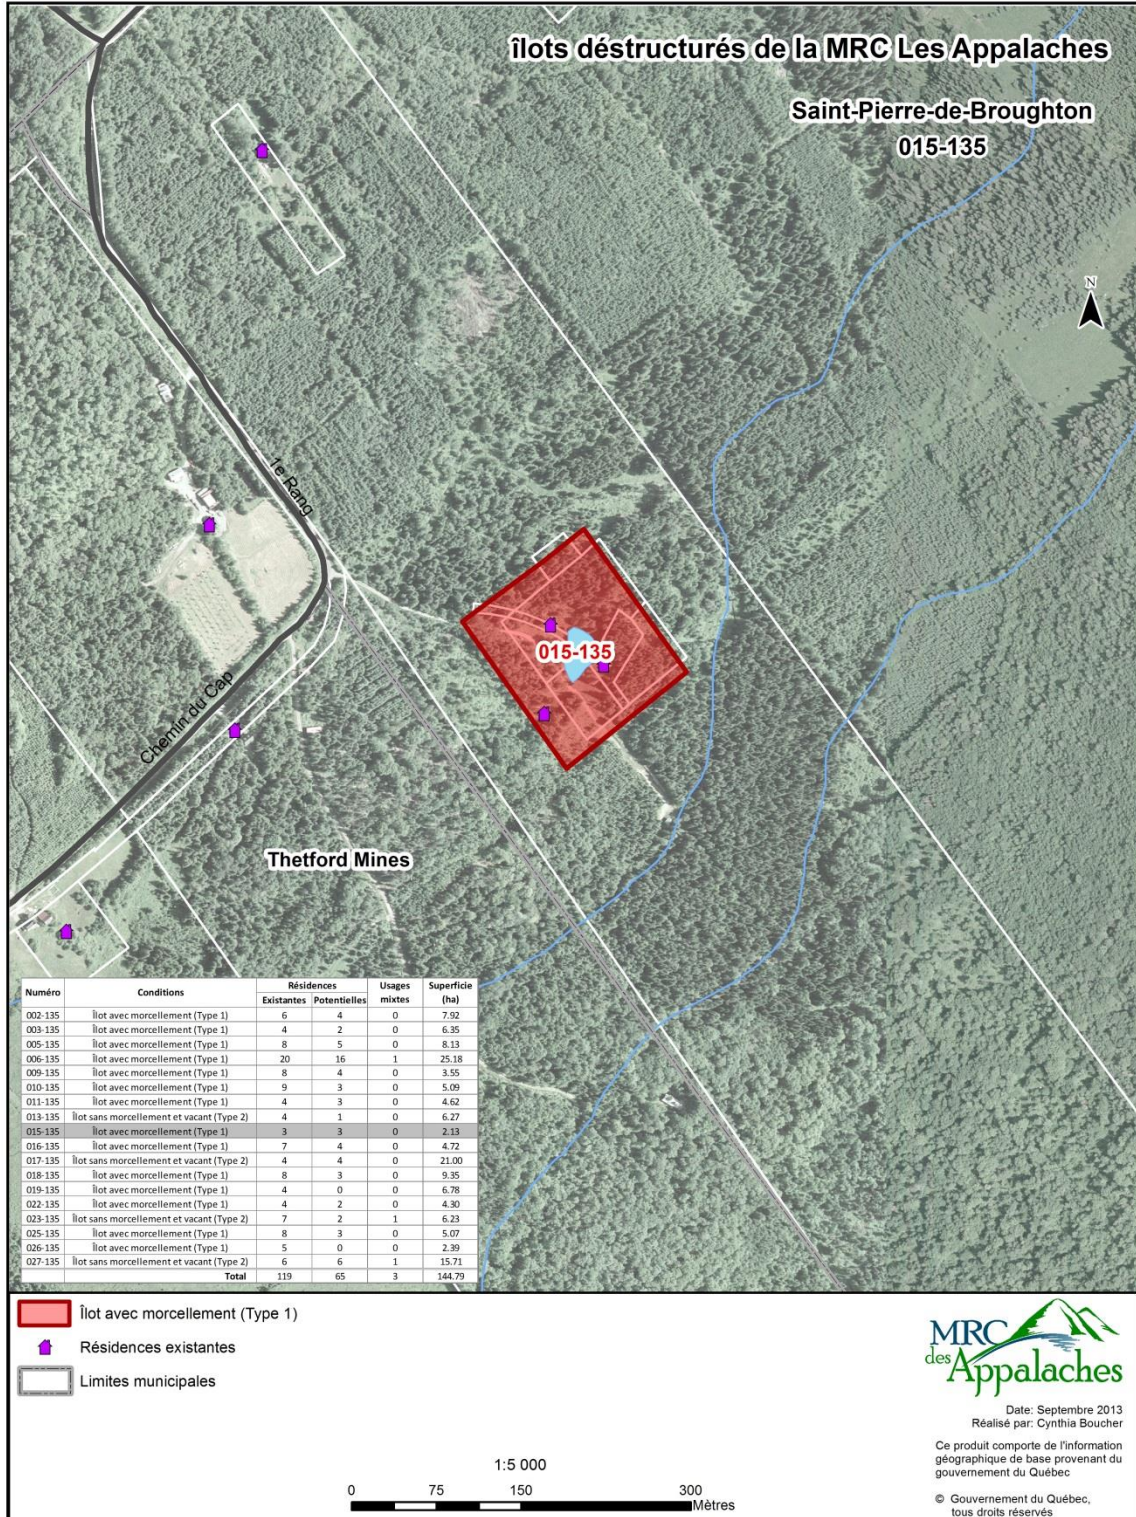 îlots déstructurés de la MRC Les Appalaches
Saint-Pierre-de-Broughton
015-135
N
1e Rang
015-135
Chemin du Cap
Thetford Mines
Numéro Conditions Résidences Usages mixtes Superficie (ha)
Existantes Potentielles
002-135 Îlot avec morcellement (Type 1) 6 4 0 7.92
003-135 Îlot avec morcellement (Type 1) 4 2 0 6.35
005-135 Îlot avec morcellement (Type 1) 8 5 0 8.13
006-135 Îlot avec morcellement (Type 1) 20 16 1 25.18
009-135 Îlot avec morcellement (Type 1) 8 4 0 3.55
010-135 Îlot avec morcellement (Type 1) 9 3 0 5.09
011-135 Îlot avec morcellement (Type 1) 4 3 0 4.62
013-135 Îlot sans morcellement et vacant (Type 2) 4 1 0 6.27
015-135 Îlot avec morcellement (Type 1) 3 3 0 2.13
016-135 Îlot avec morcellement (Type 1) 7 4 0 4.72
017-135 Îlot sans morcellement et vacant (Type 2) 4 4 0 21.00
018-135 Îlot avec morcellement (Type 1) 8 3 0 9.35
019-135 Îlot avec morcellement (Type 1) 4 0 0 6.78
022-135 Îlot avec morcellement (Type 1) 4 2 0 4.30
023-135 Îlot sans morcellement et vacant (Type 2) 7 2 1 6.23
025-135 Îlot avec morcellement (Type 1) 8 3 0 5.07
026-135 Îlot avec morcellement (Type 1) 5 0 0 2.39
027-135 Îlot sans morcellement et vacant (Type 2) 6 6 1 15.71
Total 119 65 3 144.79
Îlot avec morcellement (Type 1)
Résidences existantes
Limites municipales
1:5 000
0 75 150 300
Mètres
MRC
des Appalaches
Date: Septembre 2013
Réalisé par: Cynthia Boucher
Ce produit comporte de l'information
géographique de base provenant du
gouvernement du Québec
© Gouvernement du Québec,
tous droits réservés